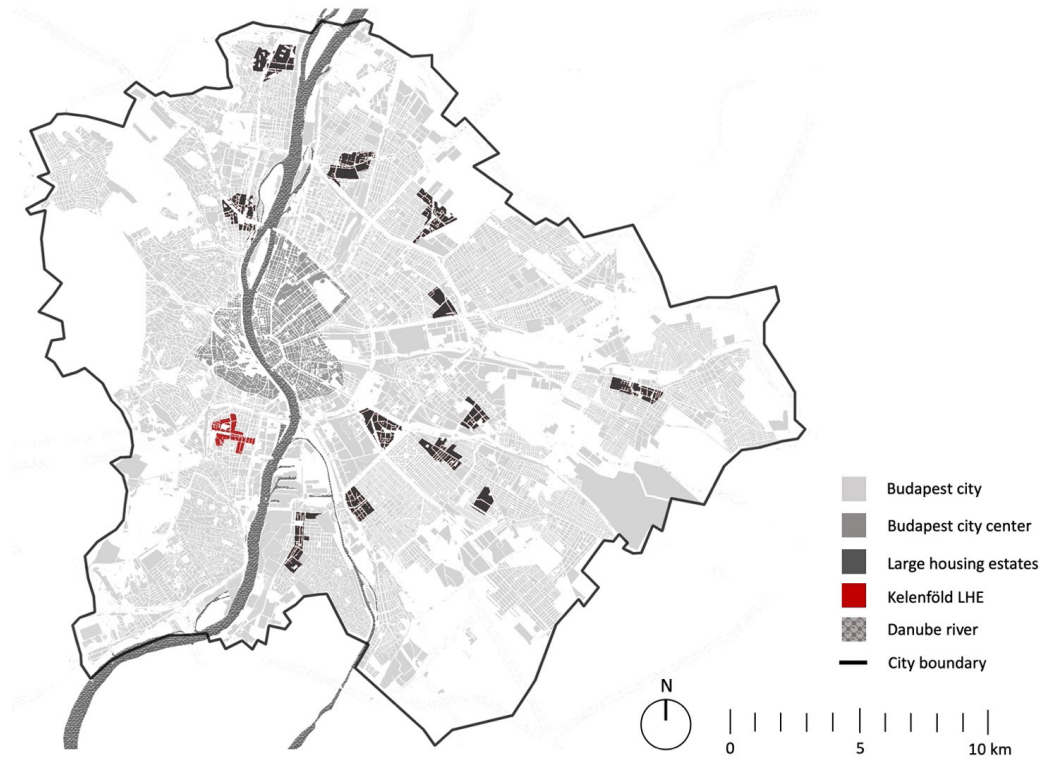 Budapest city
Budapest city center
Large housing estates
Kelenföld LHE
Danube river
City boundary
N
0 5 10 km